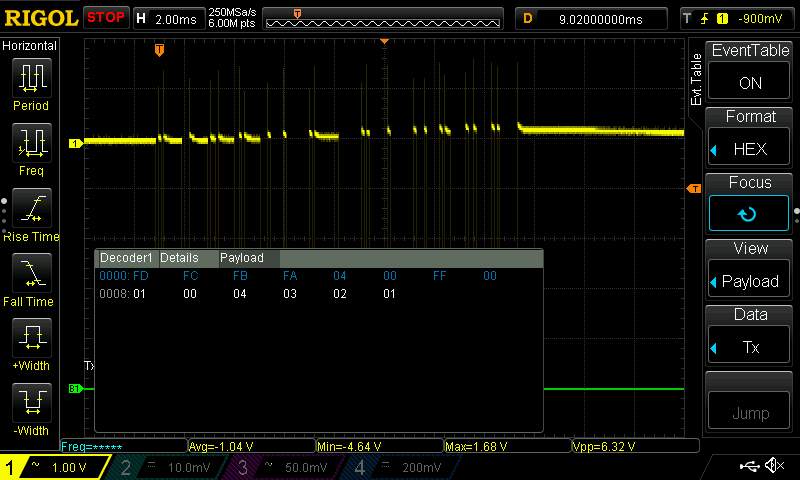 RIGOL STOP H 2.00ms 250MSa/s 6.00M pts T D 9.02000000ms T 1 -900mV
Horizontal
Period
Freq
Rise Time
Fall Time
+Width
-Width
T
1
T
Decoder1 Details Payload
0000: FD FC FB FA 04 00 FF 00
0008: 01 00 04 03 02 01
Tx
B1
Freq=***** Avg=-1.04 V Min=-4.64 V Max=1.68 V Vpp=6.32 V
1 ~ 1.00 V 2 10.0mV 3 ~ 50.0mV 4 200mV
Evt Table
EventTable
ON
Format
HEX
Focus
View
Payload
Data
Tx
Jump